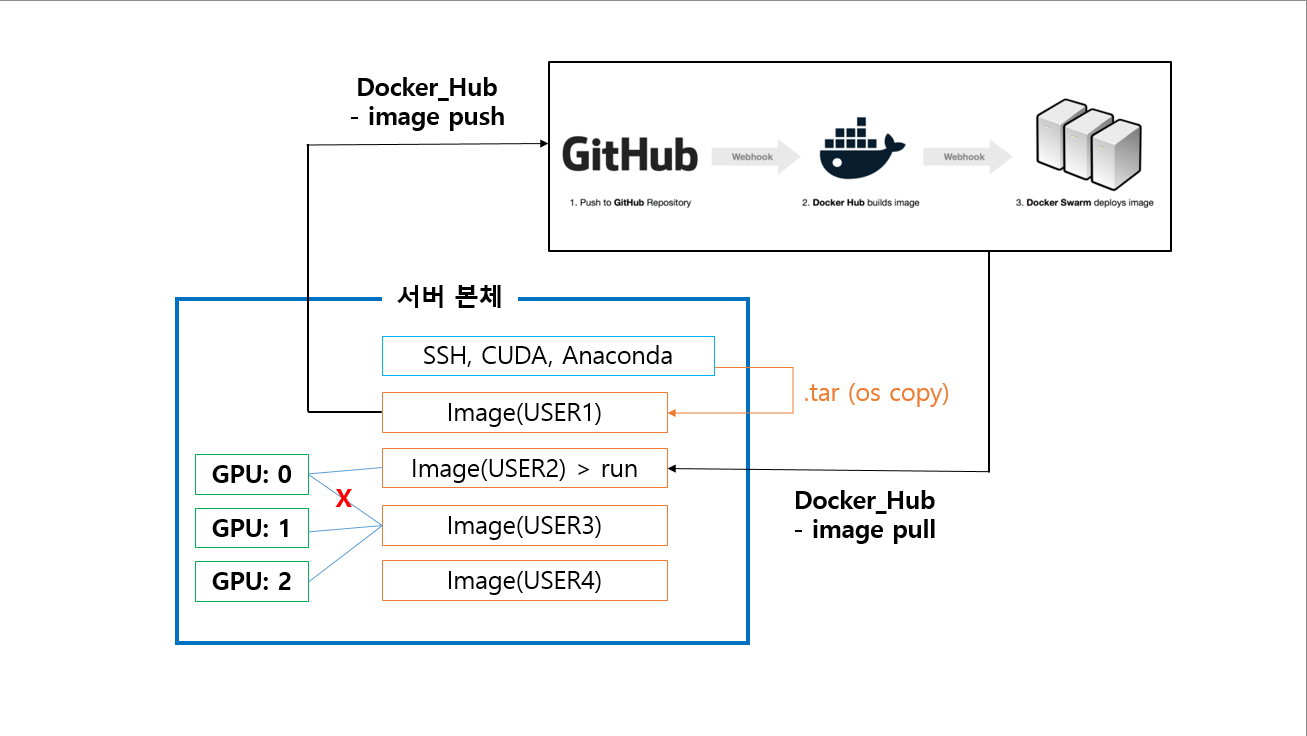 Docker_Hub
- image push
GitHub
Webhook
Webhook
1. Push to GitHub Repository
2. Docker Hub builds image
3. Docker Swarm deploys image
서버 본체
SSH, CUDA, Anaconda
.tar (os copy)
Image(USER1)
GPU: 0
Image(USER2) > run
X
Docker_Hub
- image pull
GPU: 1
Image(USER3)
GPU: 2
Image(USER4)